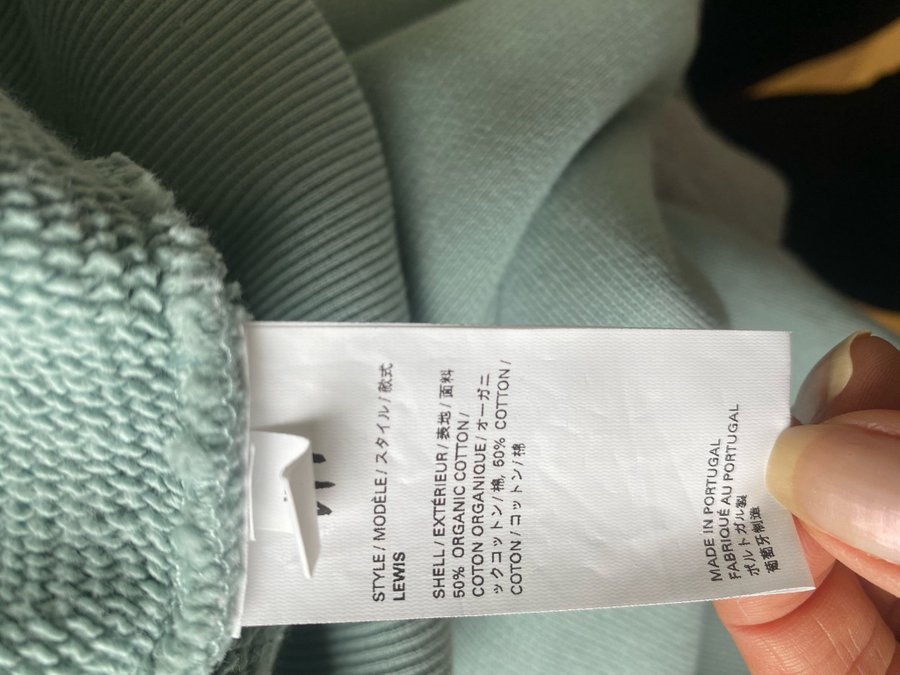 STYLE / MODÈLE / スタイル / 款式
LEWIS
SHELL / EXTÉRIEUR / 表地 / 面料
50% ORGANIC COTTON /
COTON ORGANIQUE / オーガニ
ックコットン / 棉, 50% COTTON /
COTON / コットン / 棉
MADE IN PORTUGAL
FABRIQUÉ AU PORTUGAL
ポルトガル製
葡萄牙制造